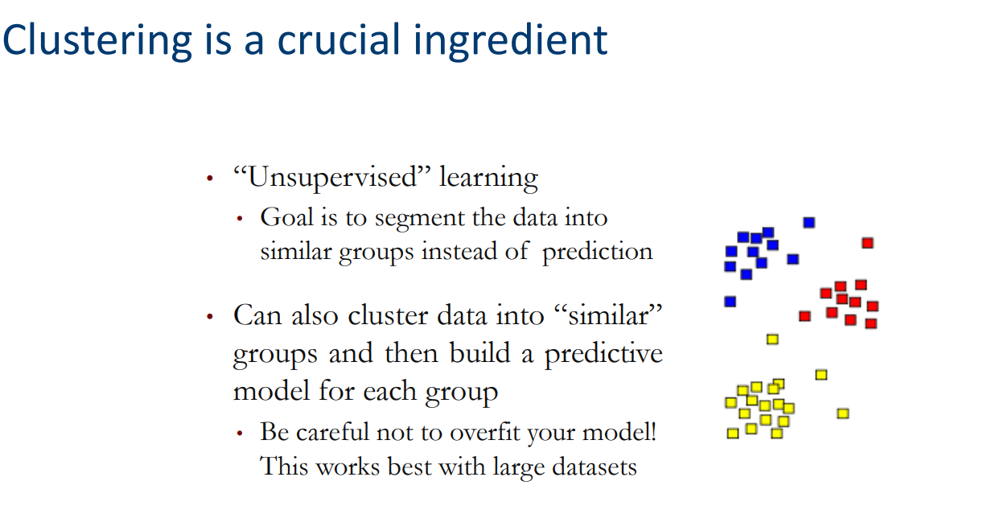 Clustering is a crucial ingredient
• “Unsupervised” learning
• Goal is to segment the data into
similar groups instead of prediction
• Can also cluster data into “similar”
groups and then build a predictive
model for each group
• Be careful not to overfit your model!
This works best with large datasets